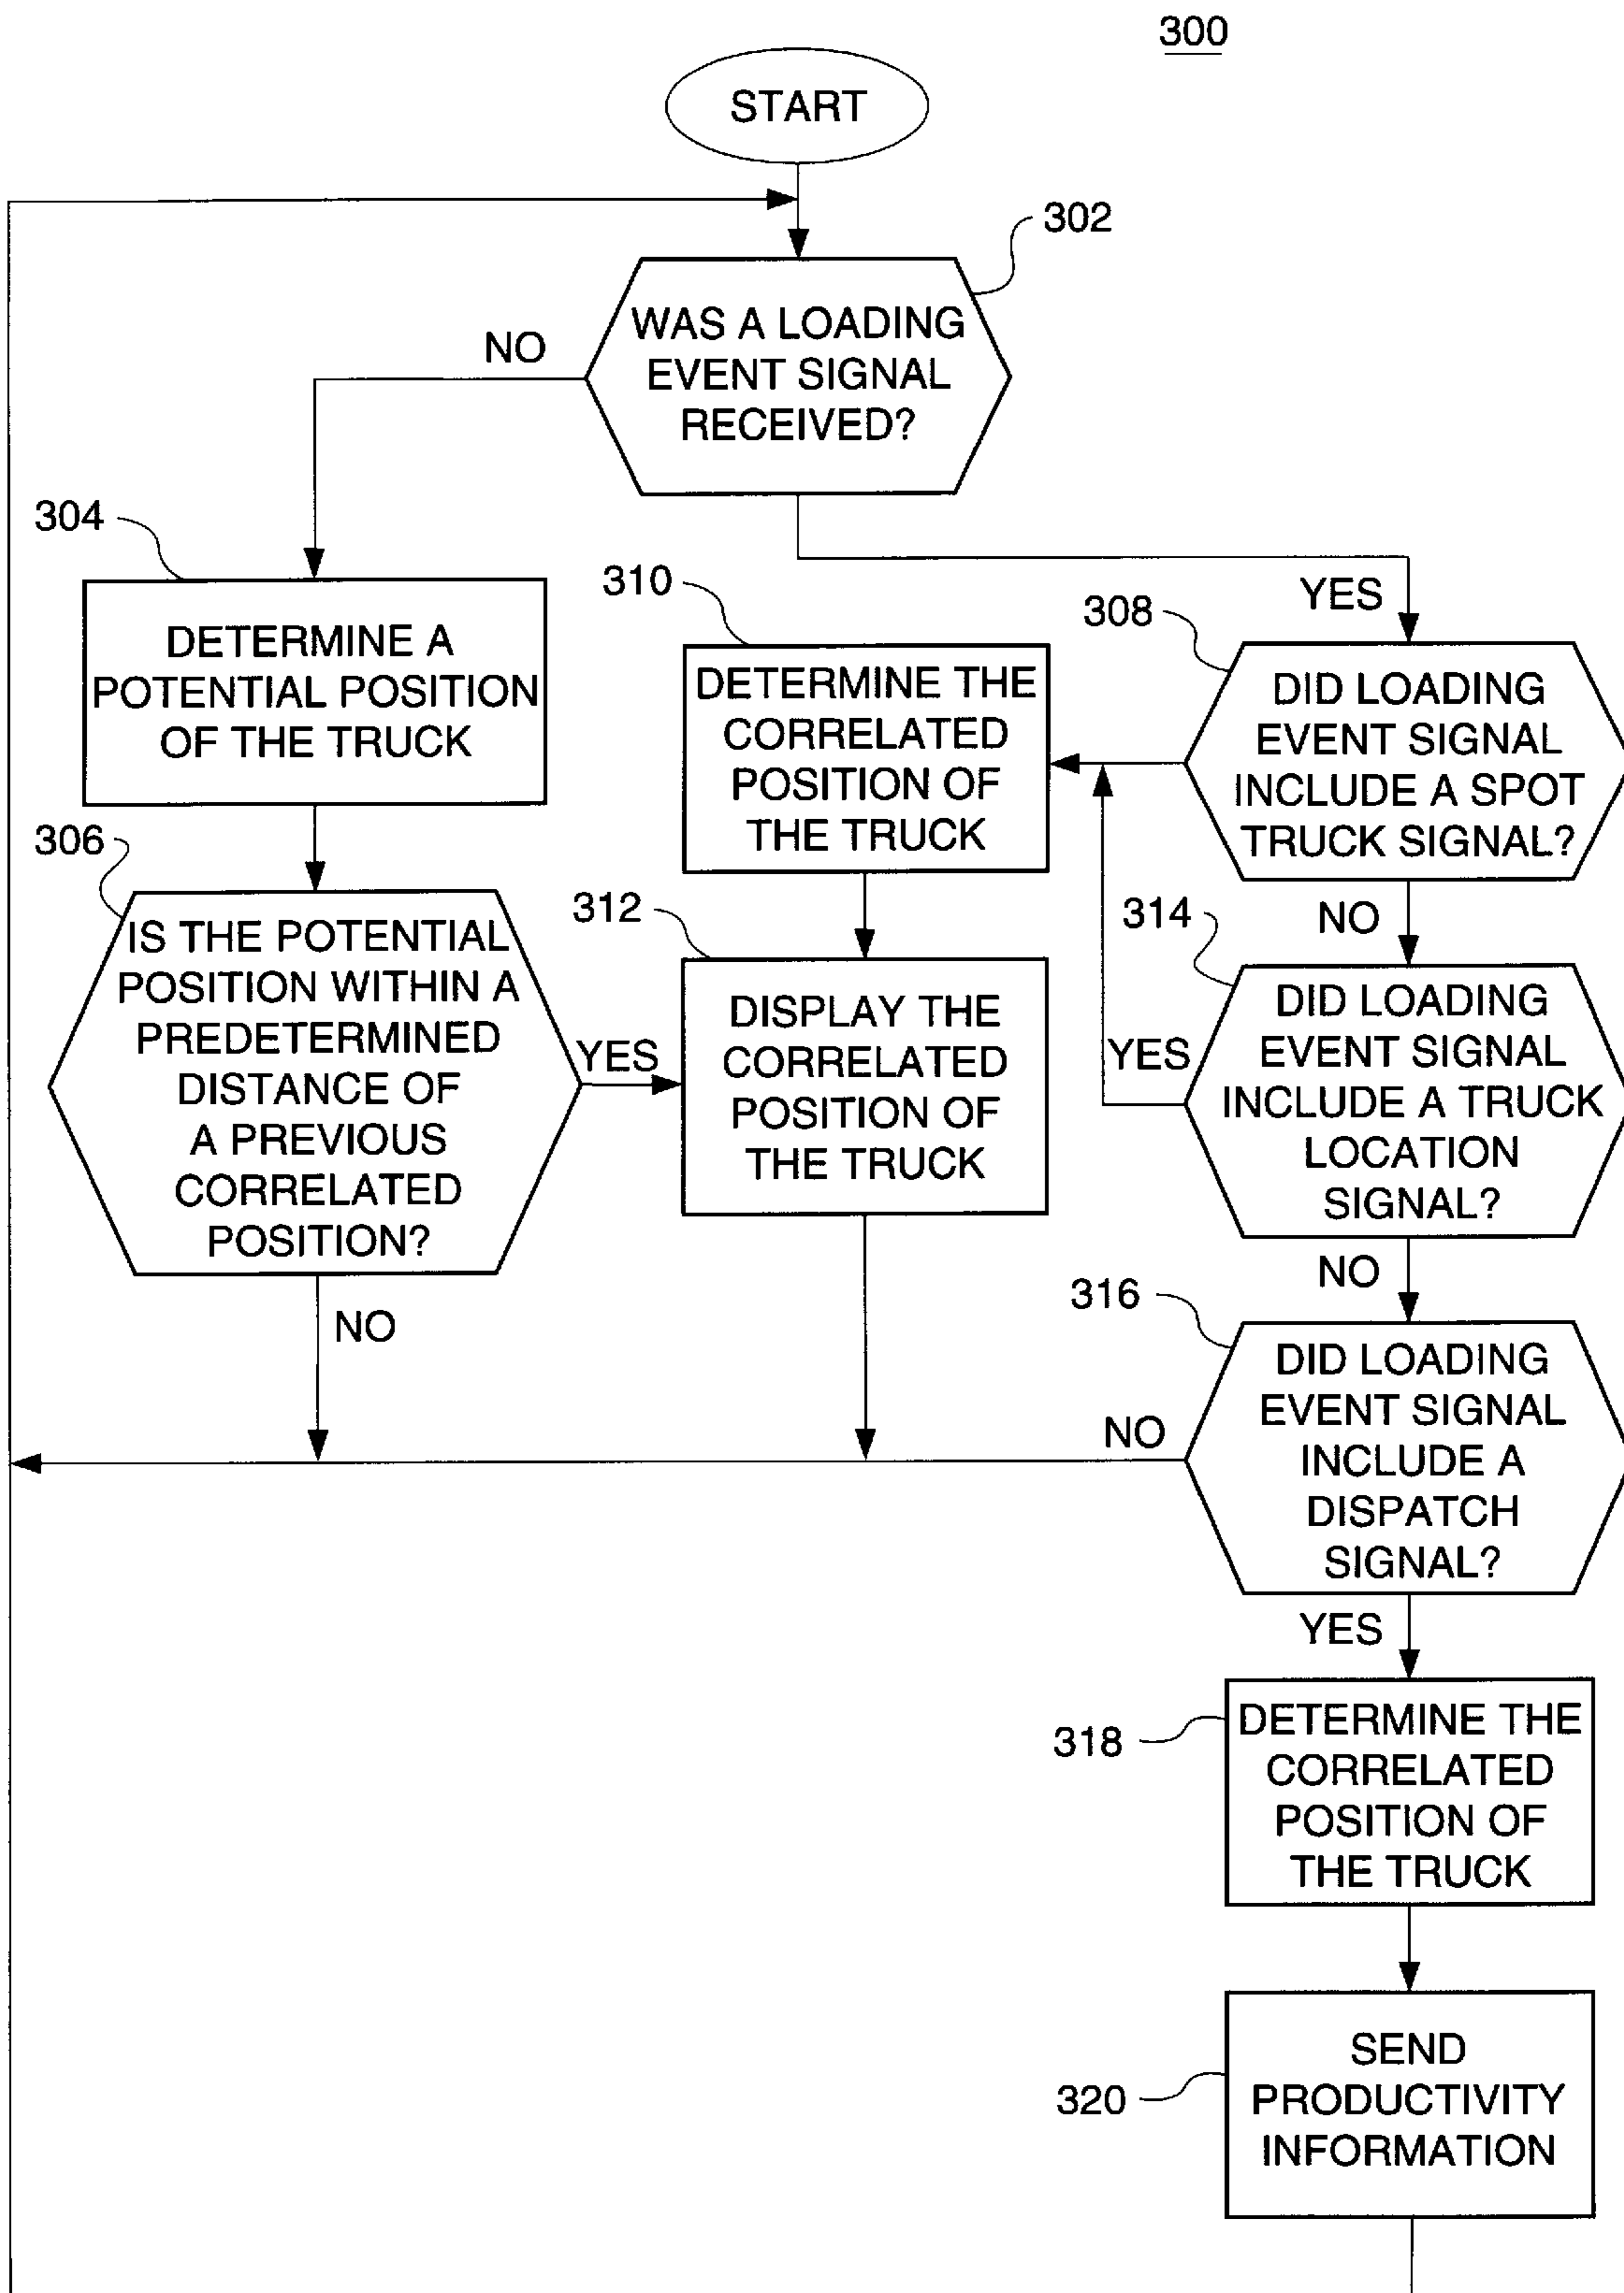 300
START
302
WAS A LOADING
EVENT SIGNAL
RECEIVED?
NO
YES
304
DETERMINE A
POTENTIAL POSITION
OF THE TRUCK
306
IS THE POTENTIAL
POSITION WITHIN A
PREDETERMINED
DISTANCE OF
A PREVIOUS
CORRELATED
POSITION?
YES
NO
310
DETERMINE THE
CORRELATED
POSITION OF
THE TRUCK
312
DISPLAY THE
CORRELATED
POSITION OF
THE TRUCK
308
DID LOADING
EVENT SIGNAL
INCLUDE A SPOT
TRUCK SIGNAL?
NO
314
DID LOADING
EVENT SIGNAL
INCLUDE A TRUCK
LOCATION
SIGNAL?
YES
NO
316
DID LOADING
EVENT SIGNAL
INCLUDE A
DISPATCH
SIGNAL?
NO
YES
318
DETERMINE THE
CORRELATED
POSITION OF
THE TRUCK
320
SEND
PRODUCTIVITY
INFORMATION